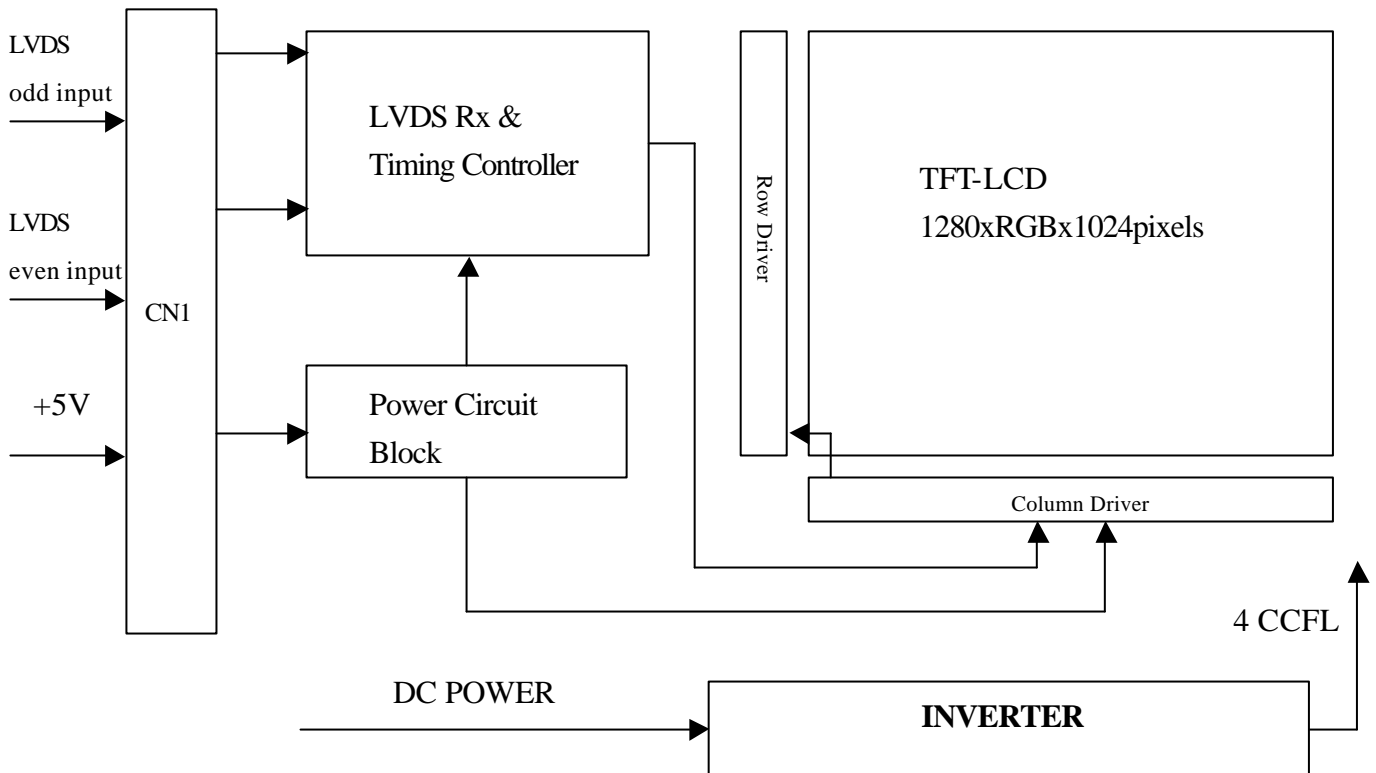 LVDS
odd input
LVDS
even input
+5V
CN1
LVDS Rx &
Timing Controller
Power Circuit
Block
Row Driver
TFT-LCD
1280xRGBx1024pixels
Column Driver
4 CCFL
DC POWER
INVERTER